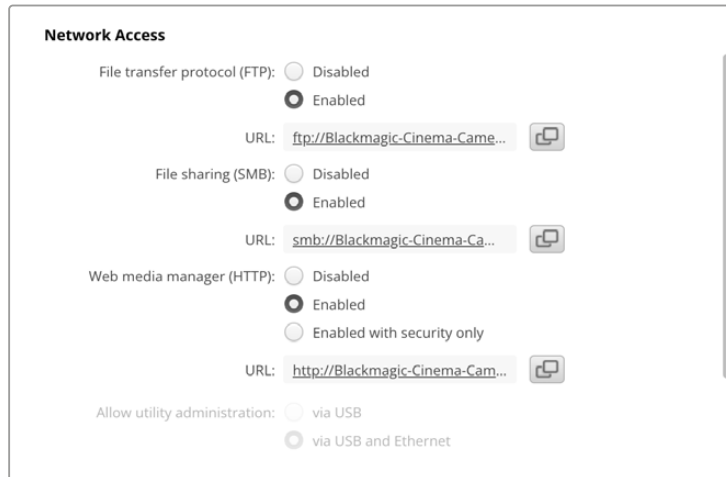 Network Access
File transfer protocol (FTP): Disabled
Enabled
URL: ftp://Blackmagic-Cinema-Came...
File sharing (SMB): Disabled
Enabled
URL: smb://Blackmagic-Cinema-Ca...
Web media manager (HTTP): Disabled
Enabled
Enabled with security only
URL: http://Blackmagic-Cinema-Cam...
Allow utility administration: via USB
via USB and Ethernet